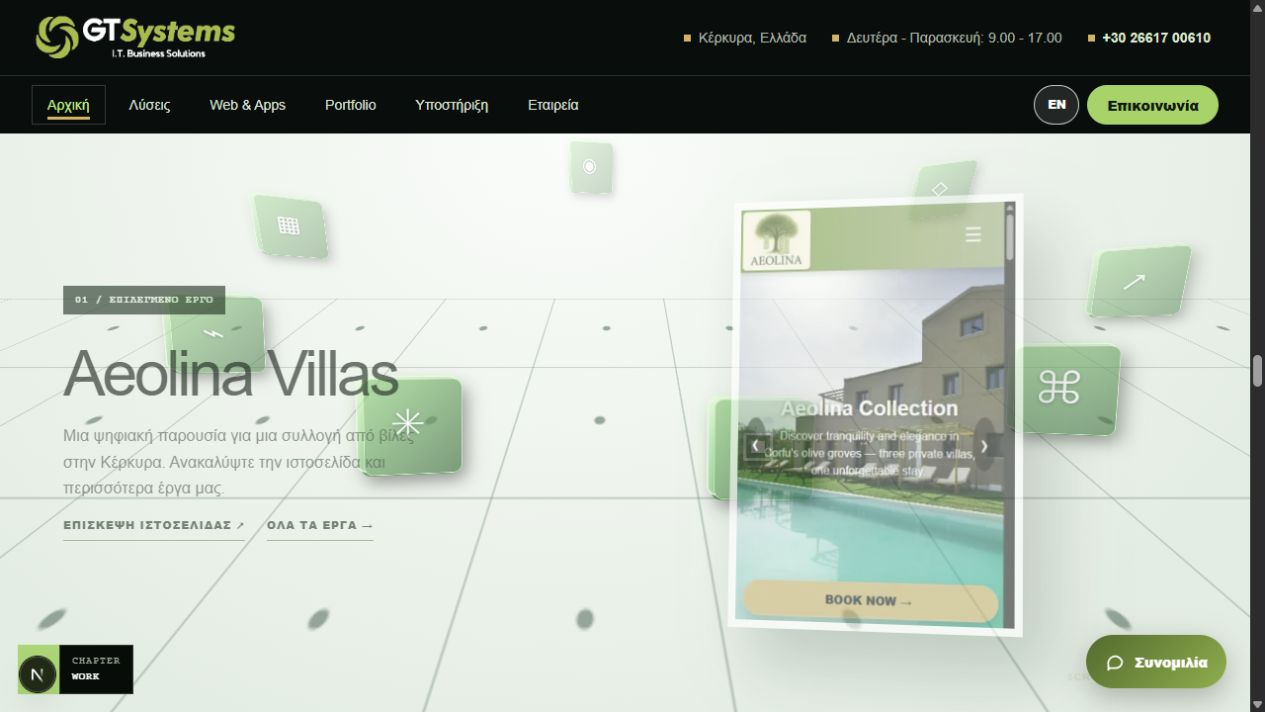 GTSystems
I.T. Business Solutions
Κέρκυρα, Ελλάδα
Δευτέρα - Παρασκευή: 9.00 - 17.00
+30 26617 00610
Αρχική
Λύσεις
Web & Apps
Portfolio
Υποστήριξη
Εταιρεία
EN
Επικοινωνία
01 / ΕΠΙΛΕΓΜΕΝΟ ΕΡΓΟ
Aeolina Villas
Μια ψηφιακή παρουσία για μια συλλογή από βίλες
στην Κέρκυρα. Ανακαλύψτε την ιστοσελίδα και
περισσότερα έργα μας.
ΕΠΙΣΚΕΨΗ ΙΣΤΟΣΕΛΙΔΑΣ ↗
ΟΛΑ ΤΑ ΕΡΓΑ →
AEOLINA
Aeolina Collection
Discover tranquility and elegance in
Corfu's olive groves — three private villas,
one unforgettable stay.
BOOK NOW →
N
CHAPTER
WORK
Συνομιλία